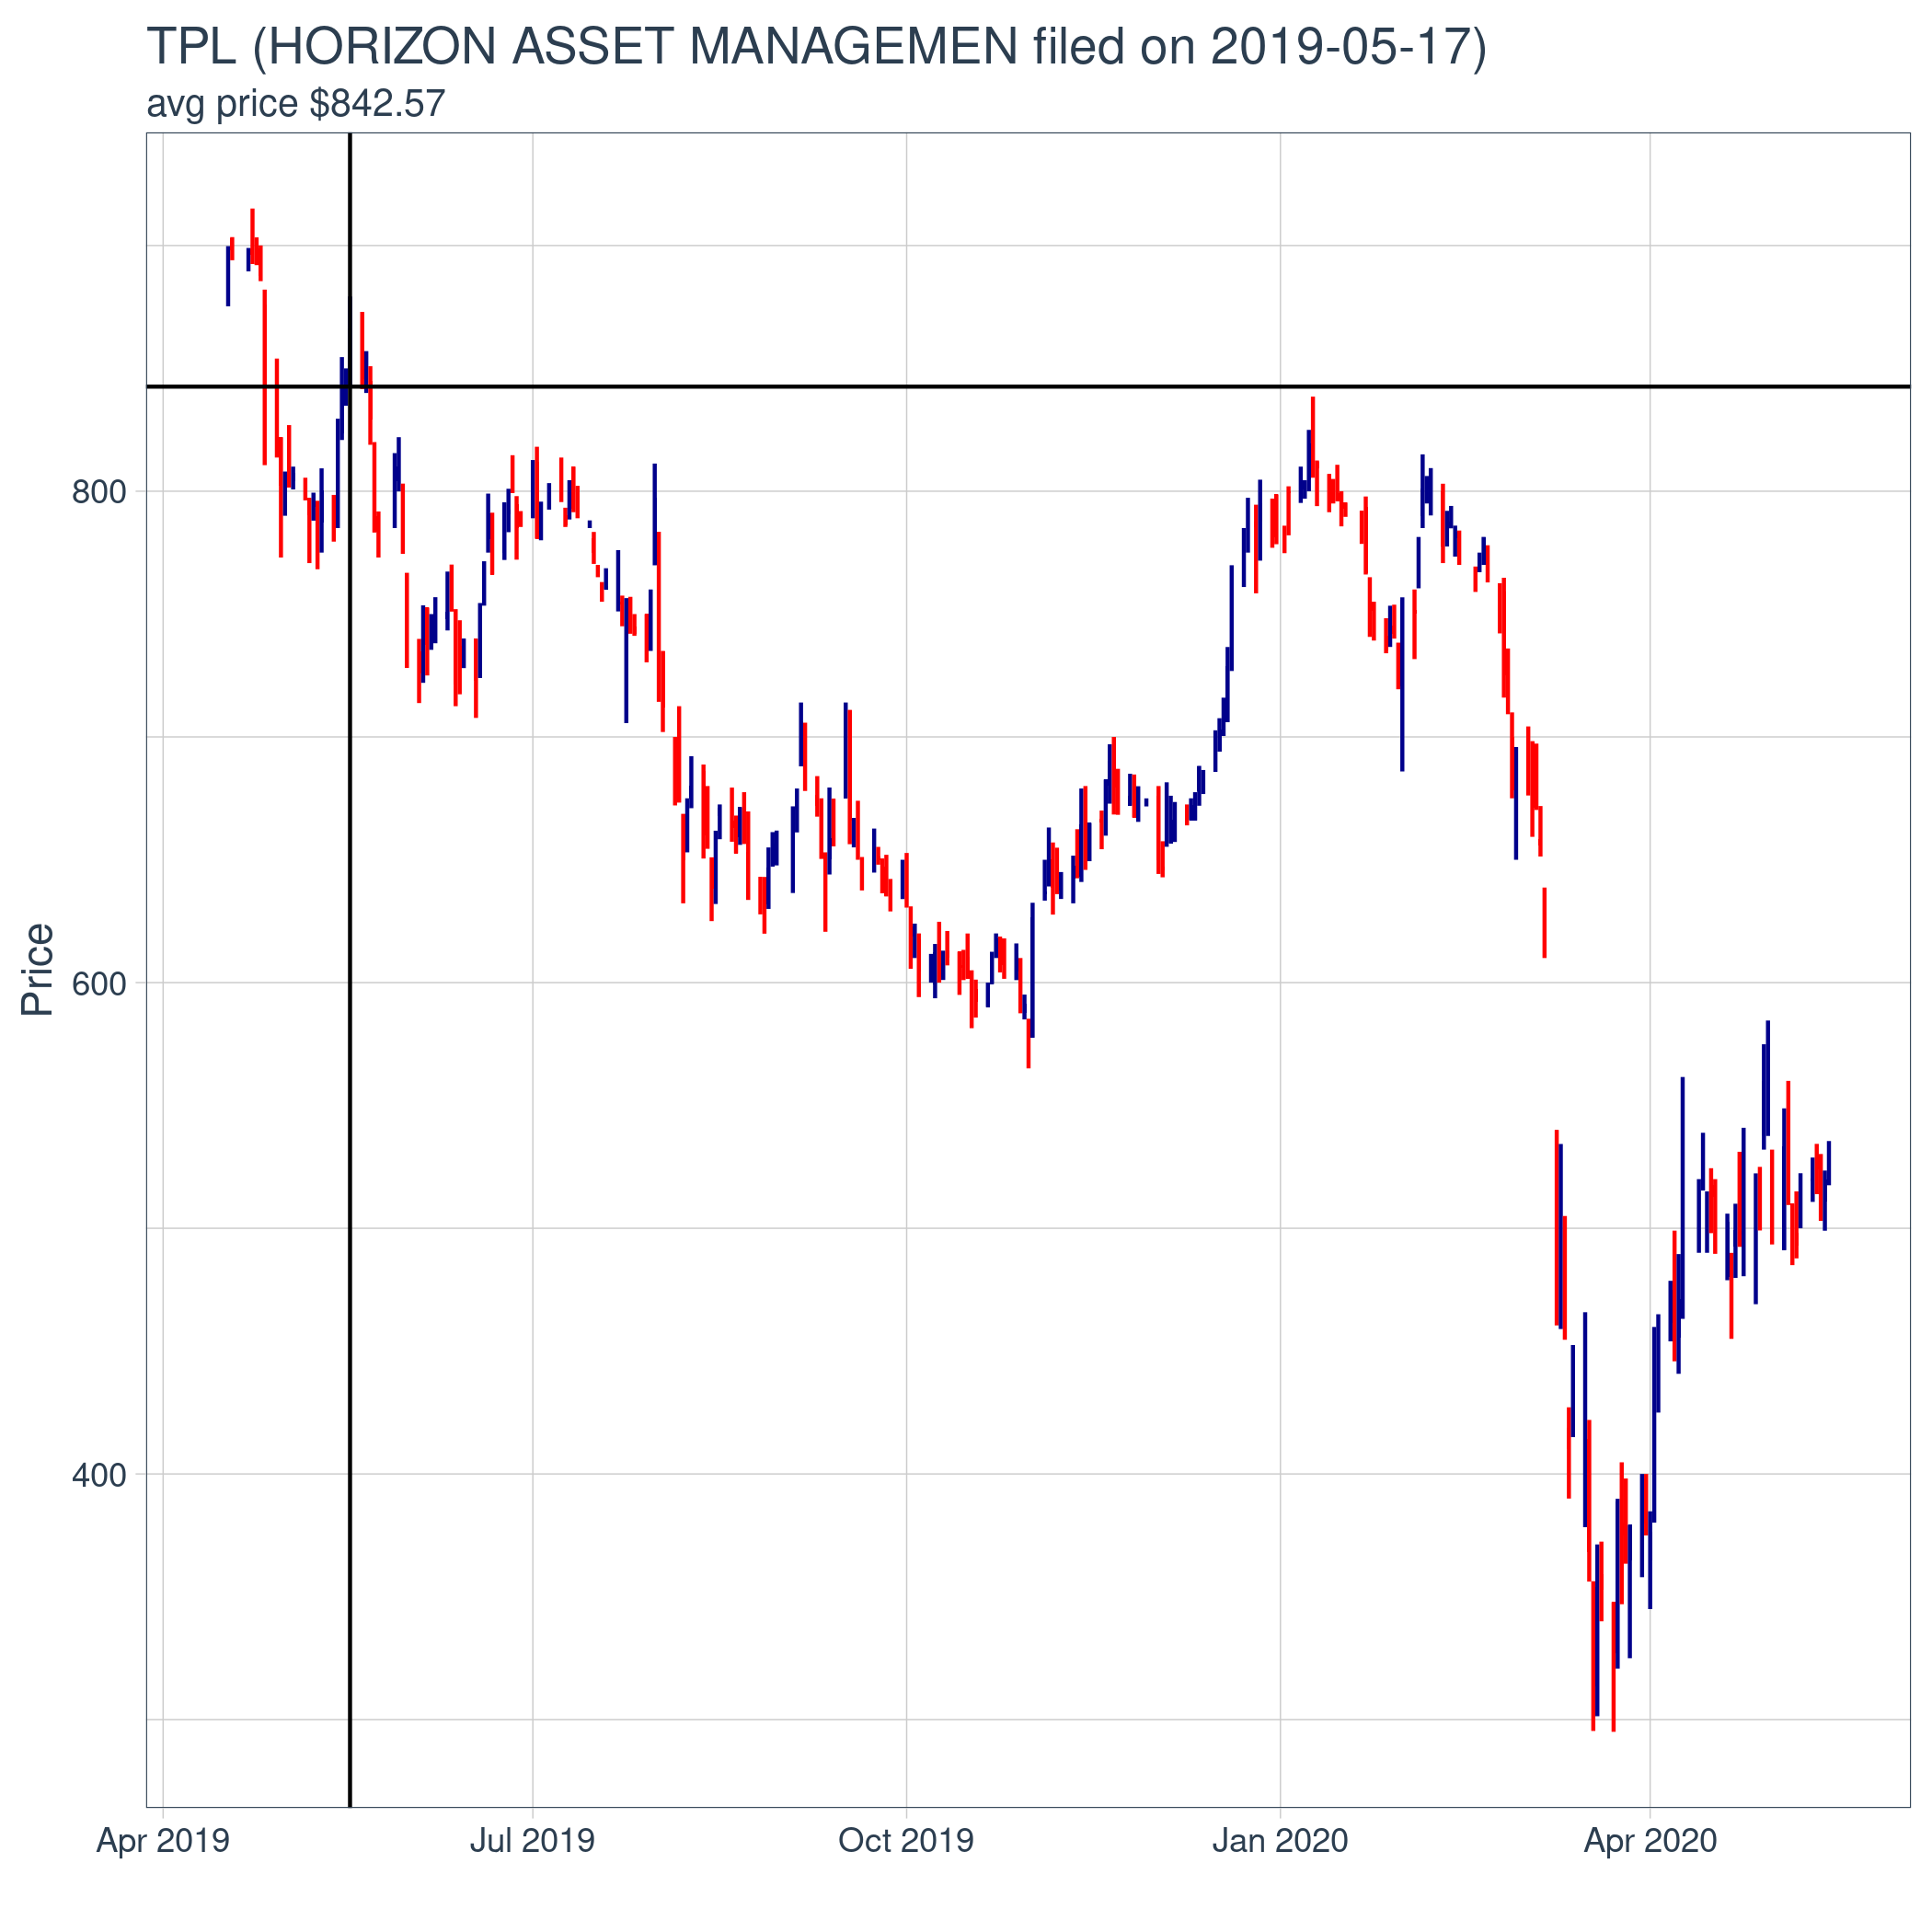 TPL (HORIZON ASSET MANAGEMEN filed on 2019-05-17)
avg price $842.57
Price
800
600
400
Apr 2019
Jul 2019
Oct 2019
Jan 2020
Apr 2020